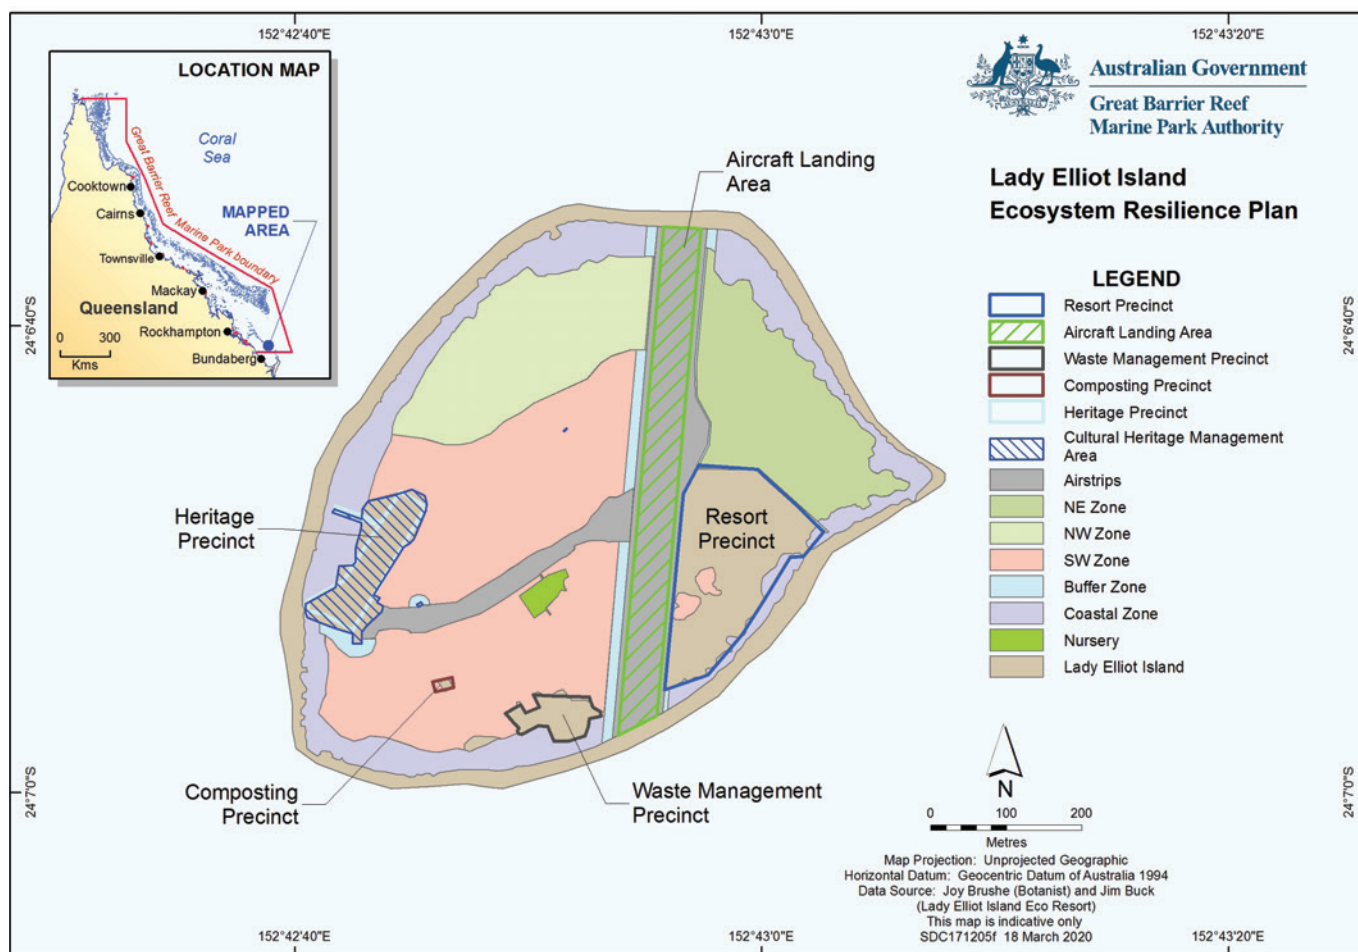 152°42'40"E
152°43'0"E
152°43'20"E
LOCATION MAP
Coral
Sea
Great Barrier Reef Marine Park boundary
Cooktown
Cairns
MAPPED
AREA
Townsville
Mackay
Queensland
Rockhampton
0 300
Kms
Bundaberg
Australian Government
Great Barrier Reef
Marine Park Authority
Lady Elliot Island
Ecosystem Resilience Plan
Aircraft Landing
Area
24°6'40"S
24°6'40"S
LEGEND
Resort Precinct
Aircraft Landing Area
Waste Management Precinct
Composting Precinct
Heritage Precinct
Cultural Heritage Management
Area
Airstrips
NE Zone
NW Zone
SW Zone
Buffer Zone
Coastal Zone
Nursery
Lady Elliot Island
Heritage
Precinct
Resort
Precinct
Composting
Precinct
Waste Management
Precinct
24°7'0"S
24°7'0"S
N
0 100 200
Metres
Map Projection: Unprojected Geographic
Horizontal Datum: Geocentric Datum of Australia 1994
Data Source: Joy Brushe (Botanist) and Jim Buck
(Lady Elliot Island Eco Resort)
This map is indicative only
SDC171205f 18 March 2020
152°42'40"E
152°43'0"E
152°43'20"E